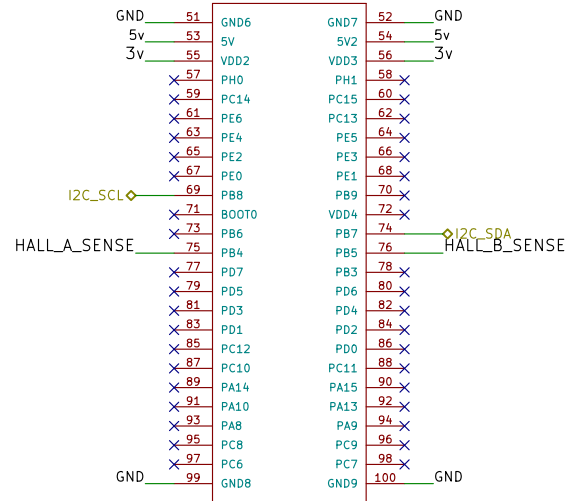 GND 51 GND6 GND7 52 GND
5v 53 5V 5V2 54 5v
3v 55 VDD2 VDD3 56 3v
57 PH0 PH1 58
59 PC14 PC15 60
61 PE6 PC13 62
63 PE4 PE5 64
65 PE2 PE3 66
67 PE0 PE1 68
I2C_SCL 69 PB8 PB9 70
71 BOOT0 VDD4 72
73 PB6 PB7 74 I2C_SDA
HALL_A_SENSE 75 PB4 PB5 76 HALL_B_SENSE
77 PD7 PB3 78
79 PD5 PD6 80
81 PD3 PD4 82
83 PD1 PD2 84
85 PC12 PD0 86
87 PC10 PC11 88
89 PA14 PA15 90
91 PA10 PA13 92
93 PA8 PA9 94
95 PC8 PC9 96
97 PC6 PC7 98
GND 99 GND8 GND9 100 GND